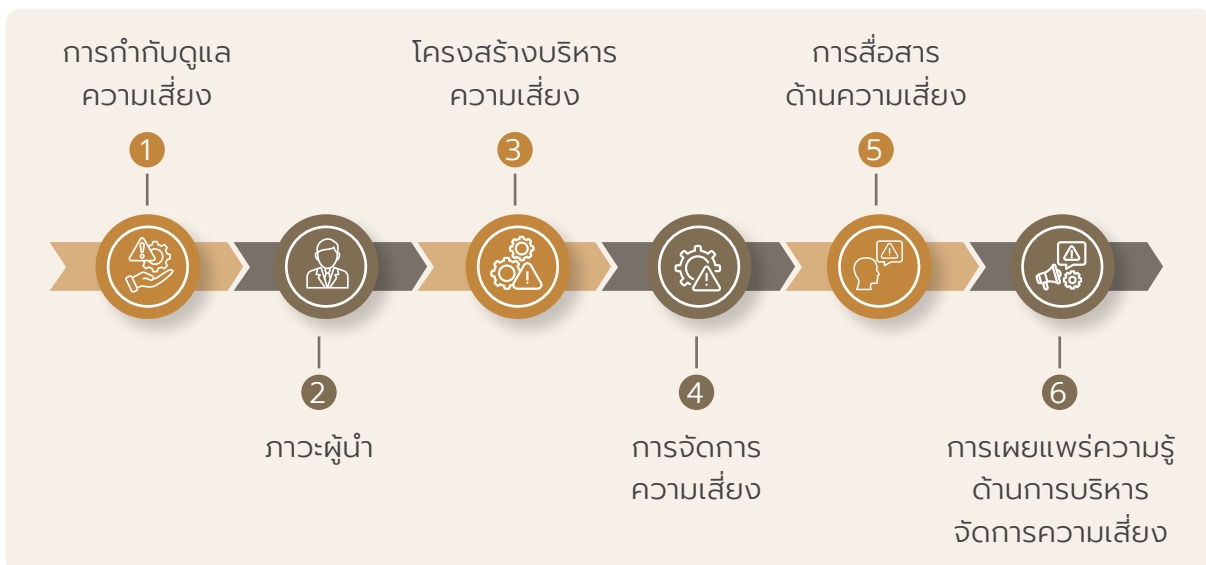 การกำกับดูแล
ความเสี่ยง
1
2
ภาวะผู้นำ
โครงสร้างบริหาร
ความเสี่ยง
3
4
การจัดการ
ความเสี่ยง
การสื่อสาร
ด้านความเสี่ยง
5
6
การเผยแพร่ความรู้
ด้านการบริหาร
จัดการความเสี่ยง